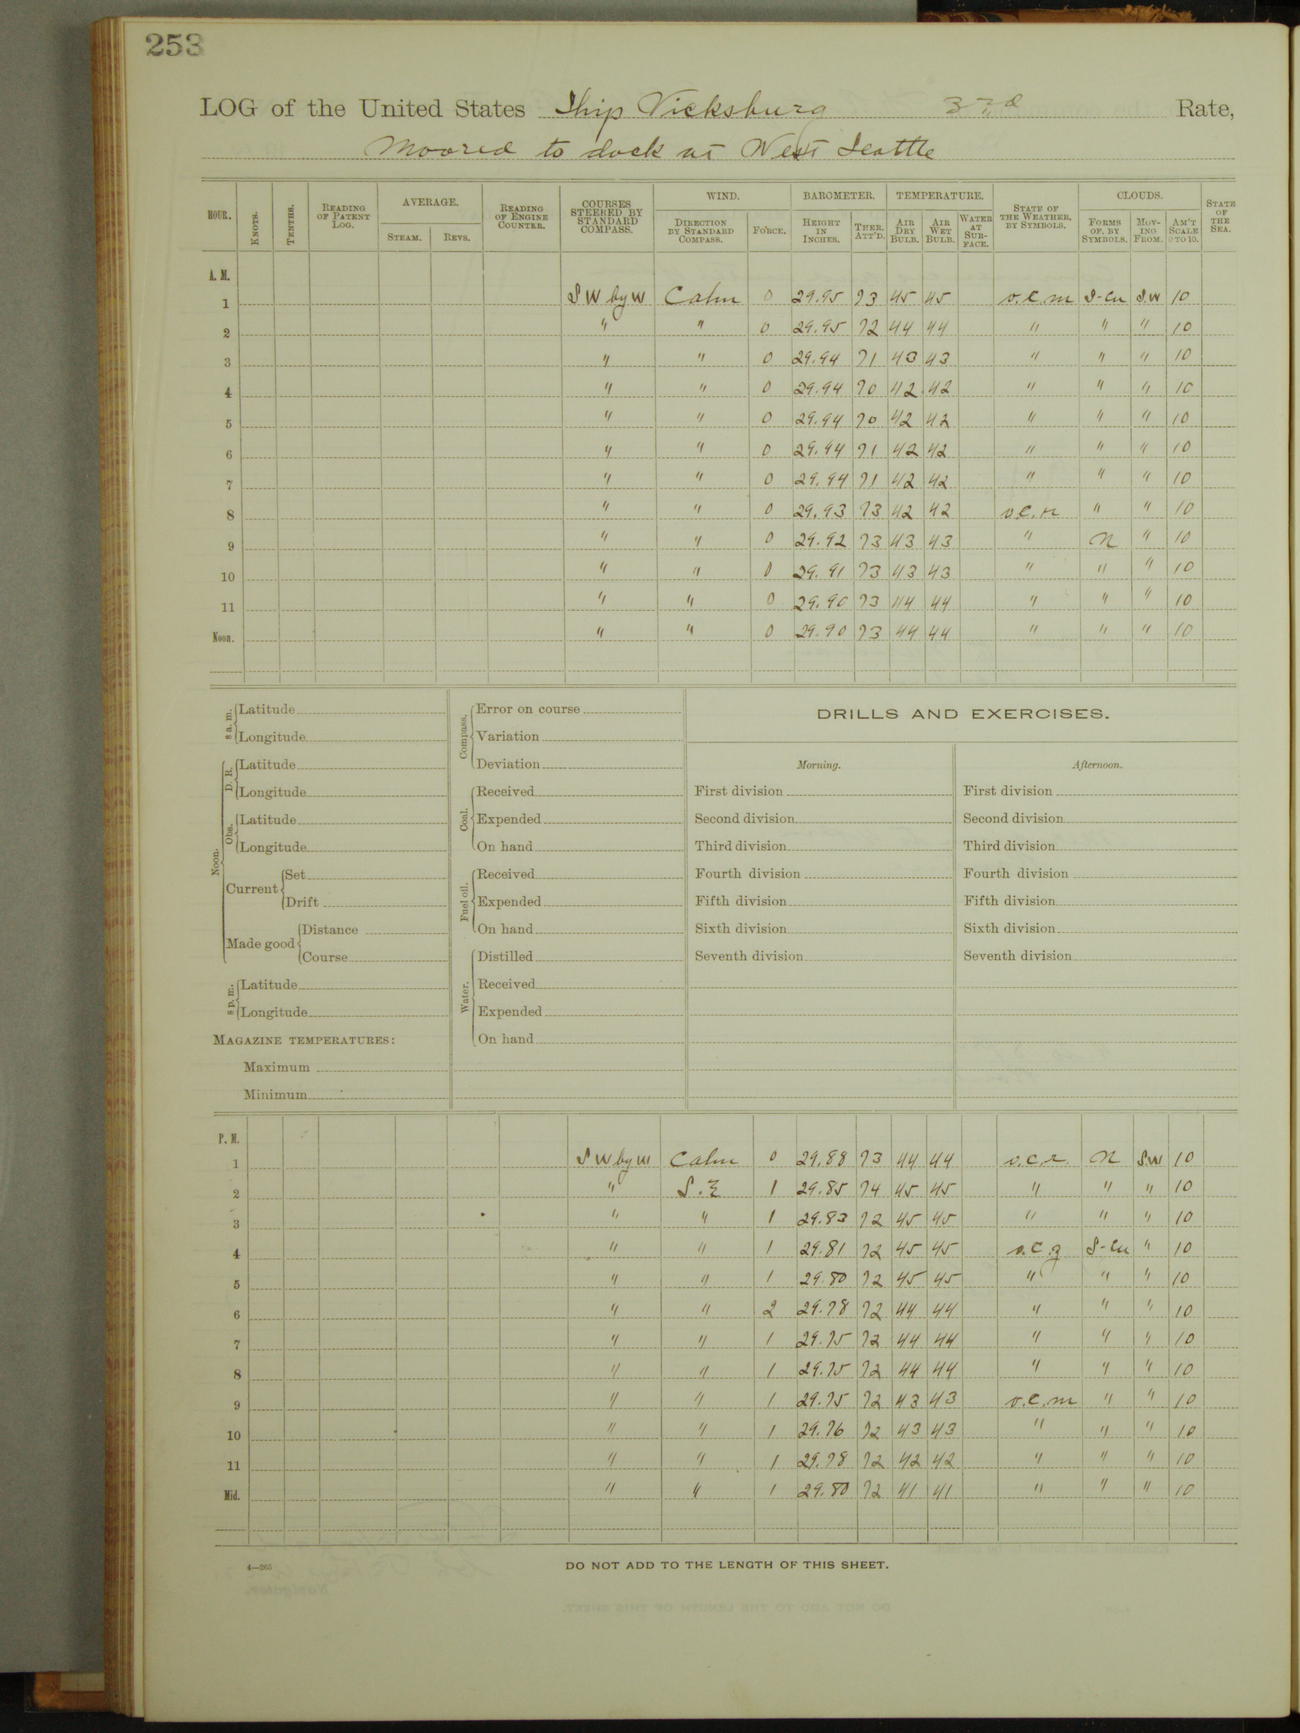 253
LOG of the United States Ship Vicksburg 3rd Rate,
Moored to dock at West Seattle
HOUR. KNOTS. TENTHS. READING OF PATENT LOG. AVERAGE. STEAM. REVS. READING OF ENGINE COUNTER. COURSES STEERED BY STANDARD COMPASS. WIND. DIRECTION BY STANDARD COMPASS. FORCE. BAROMETER. HEIGHT IN INCHES. THER. ATT'D. TEMPERATURE. AIR DRY BULB. AIR WET BULB. WATER AT SURFACE. STATE OF THE WEATHER, BY SYMBOLS. CLOUDS. FORMS OF, BY SYMBOLS. MOVING FROM. AM'T SCALE 0 TO 10. STATE OF THE SEA.
A. M.
1 SW by W Calm 0 29.95 73 45 45 o.c.m S-Cu S.W 10
2 " " 0 29.95 72 44 44 " " " 10
3 " " 0 29.94 71 43 43 " " " 10
4 " " 0 29.94 70 42 42 " " " 10
5 " " 0 29.94 70 42 42 " " " 10
6 " " 0 29.94 71 42 42 " " " 10
7 " " 0 29.94 71 42 42 " " " 10
8 " " 0 29.93 73 42 42 o.c.r " " 10
9 " " 0 29.92 73 43 43 " N " 10
10 " " 0 29.91 73 43 43 " " " 10
11 " " 0 29.90 73 44 44 " " " 10
Noon. " " 0 29.90 73 44 44 " " " 10
8 a. m.
Latitude
Longitude
Noon.
D. R.
Latitude
Longitude
Obs.
Latitude
Longitude
Current
Set
Drift
Made good
Distance
Course
8 p. m.
Latitude
Longitude
MAGAZINE TEMPERATURES:
Maximum
Minimum
Compass.
Error on course
Variation
Deviation
Coal.
Received
Expended
On hand
Fuel oil.
Received
Expended
On hand
Water.
Distilled
Received
Expended
On hand
DRILLS AND EXERCISES.
Morning.
First division
Second division
Third division
Fourth division
Fifth division
Sixth division
Seventh division
Afternoon.
First division
Second division
Third division
Fourth division
Fifth division
Sixth division
Seventh division
P. M.
1 SW by W Calm 0 29.88 73 44 44 o.c.r. N S.W 10
2 " S.E 1 29.85 74 45 45 " " " 10
3 " " 1 29.83 72 45 45 " " " 10
4 " " 1 29.81 72 45 45 o.c.g S-Cu " 10
5 " " 1 29.80 72 45 45 " " " 10
6 " " 2 29.78 72 44 44 " " " 10
7 " " 1 29.75 72 44 44 " " " 10
8 " " 1 29.75 72 44 44 " " " 10
9 " " 1 29.75 72 43 43 o.c.m " " 10
10 " " 1 29.76 72 43 43 " " " 10
11 " " 1 29.78 72 42 42 " " " 10
Mid. " " 1 29.80 72 41 41 " " " 10
4—265
DO NOT ADD TO THE LENGTH OF THIS SHEET.